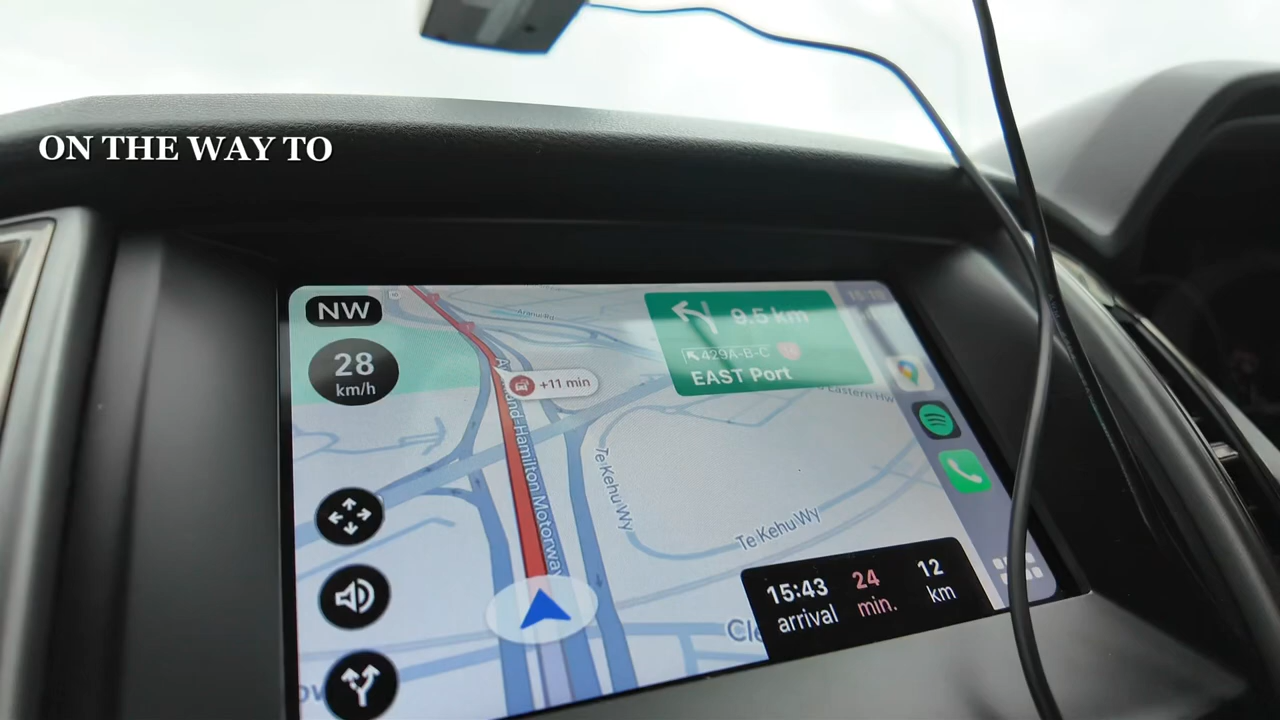 ON THE WAY TO
NW
28
km/h
9.5 km
429A-B-C
EAST Port
+11 min
Te Kehu Wy
Te Kehu Wy
15:43
arrival
24
min.
12
km